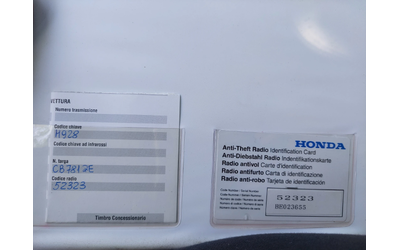 VETTURA
Numero trasmissione
Codice chiave
H928
Codice chiave ad infrarossi
N. targa
CB781ZE
Codice radio
52323
Timbro Concessionario
HONDA
Anti-Theft Radio Identification Card
Anti-Diebstahl Radio Indentifikationskarte
Radio antivol Carte d'identification
Radio antifurto Carta di identificazione
Radio anti-robo Tarjeta de identificación
52323